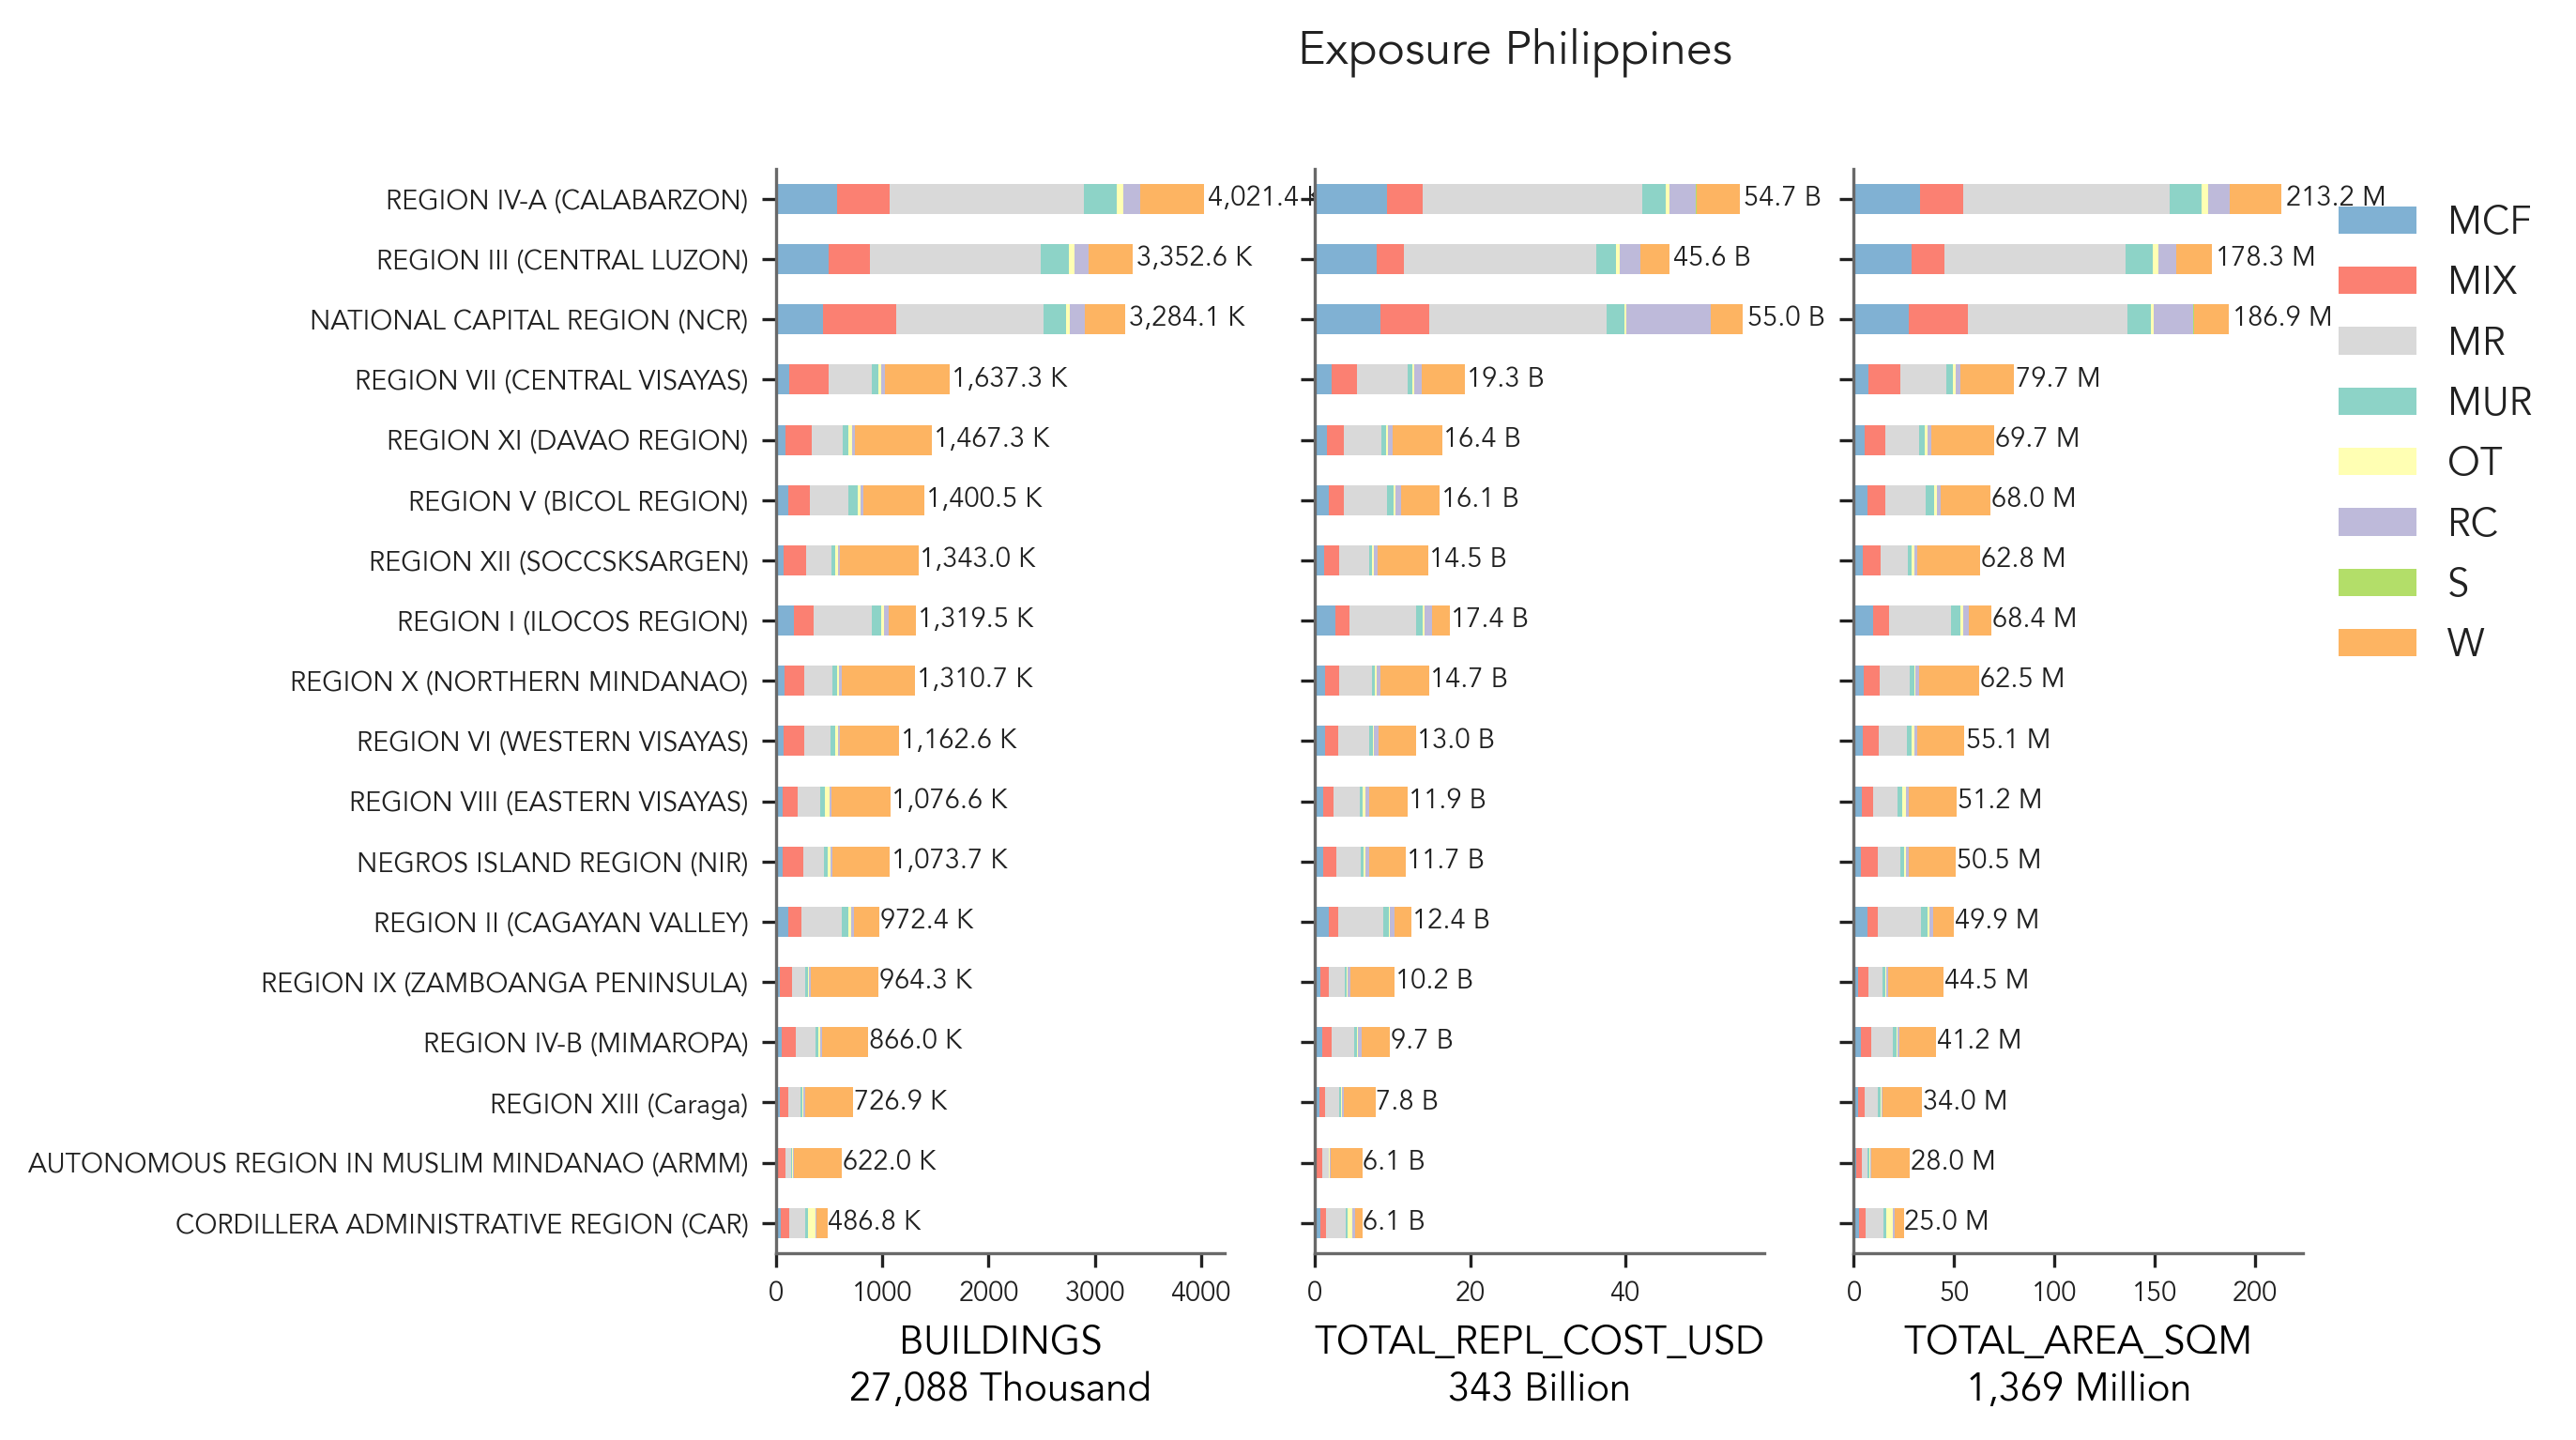 Exposure Philippines
REGION IV-A (CALABARZON) 4,021.4 K 54.7 B 213.2 M
REGION III (CENTRAL LUZON) 3,352.6 K 45.6 B 178.3 M
NATIONAL CAPITAL REGION (NCR) 3,284.1 K 55.0 B 186.9 M
REGION VII (CENTRAL VISAYAS) 1,637.3 K 19.3 B 79.7 M
REGION XI (DAVAO REGION) 1,467.3 K 16.4 B 69.7 M
REGION V (BICOL REGION) 1,400.5 K 16.1 B 68.0 M
REGION XII (SOCCSKSARGEN) 1,343.0 K 14.5 B 62.8 M
REGION I (ILOCOS REGION) 1,319.5 K 17.4 B 68.4 M
REGION X (NORTHERN MINDANAO) 1,310.7 K 14.7 B 62.5 M
REGION VI (WESTERN VISAYAS) 1,162.6 K 13.0 B 55.1 M
REGION VIII (EASTERN VISAYAS) 1,076.6 K 11.9 B 51.2 M
NEGROS ISLAND REGION (NIR) 1,073.7 K 11.7 B 50.5 M
REGION II (CAGAYAN VALLEY) 972.4 K 12.4 B 49.9 M
REGION IX (ZAMBOANGA PENINSULA) 964.3 K 10.2 B 44.5 M
REGION IV-B (MIMAROPA) 866.0 K 9.7 B 41.2 M
REGION XIII (Caraga) 726.9 K 7.8 B 34.0 M
AUTONOMOUS REGION IN MUSLIM MINDANAO (ARMM) 622.0 K 6.1 B 28.0 M
CORDILLERA ADMINISTRATIVE REGION (CAR) 486.8 K 6.1 B 25.0 M
0 1000 2000 3000 4000
BUILDINGS
27,088 Thousand
0 20 40
TOTAL_REPL_COST_USD
343 Billion
0 50 100 150 200
TOTAL_AREA_SQM
1,369 Million
MCF
MIX
MR
MUR
OT
RC
S
W